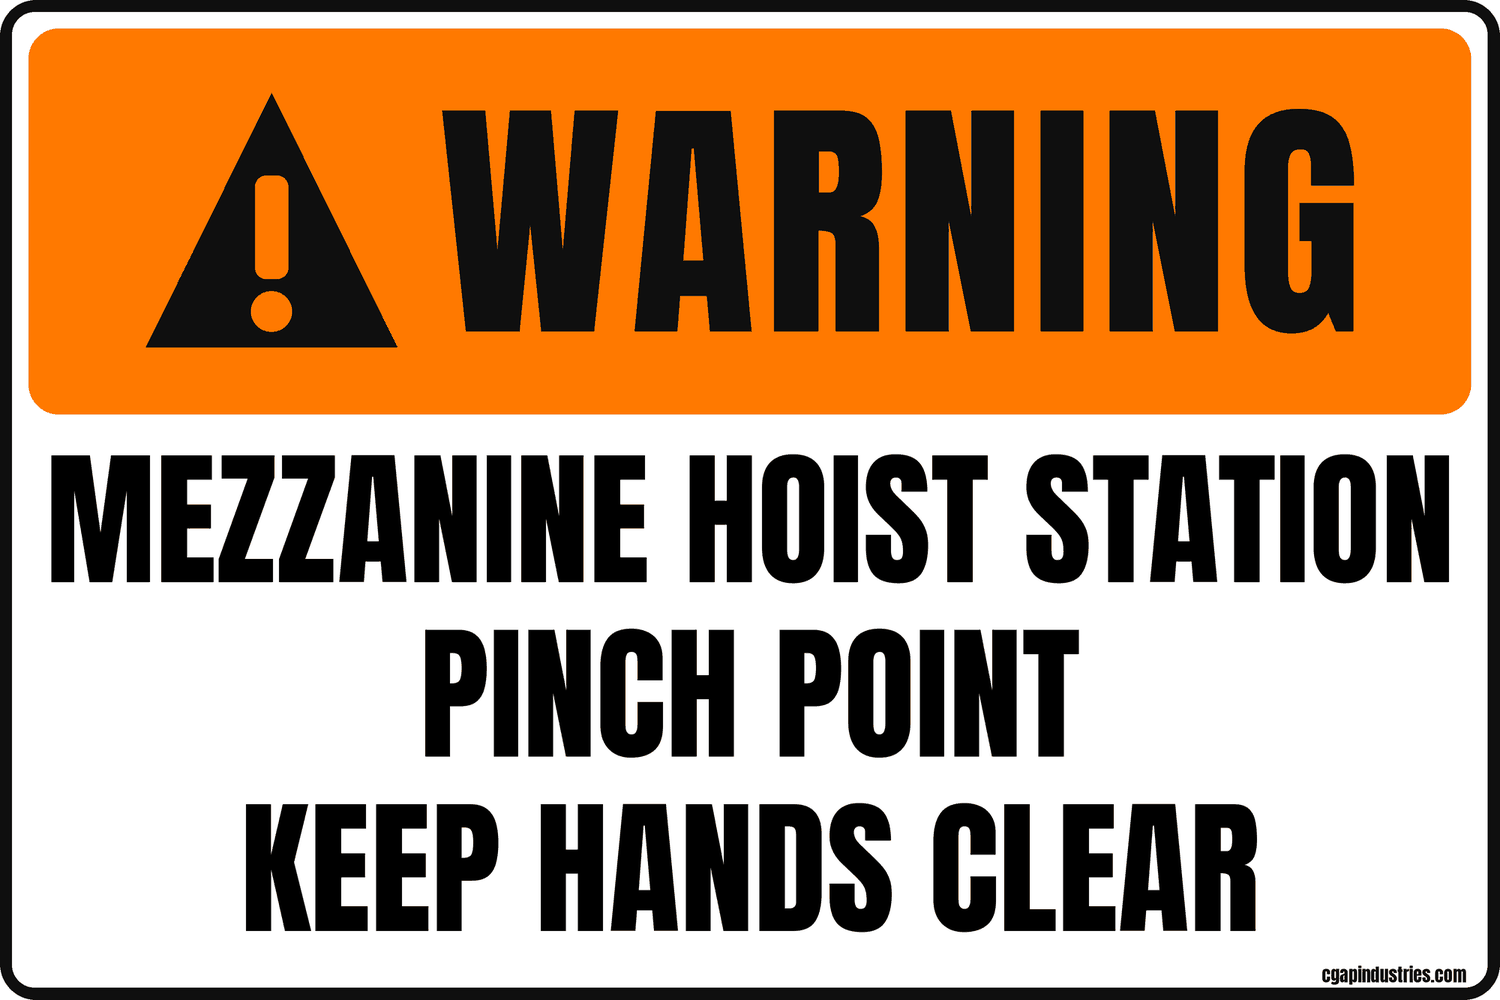 WARNING
MEZZANINE HOIST STATION
PINCH POINT
KEEP HANDS CLEAR
cgapindustries.com